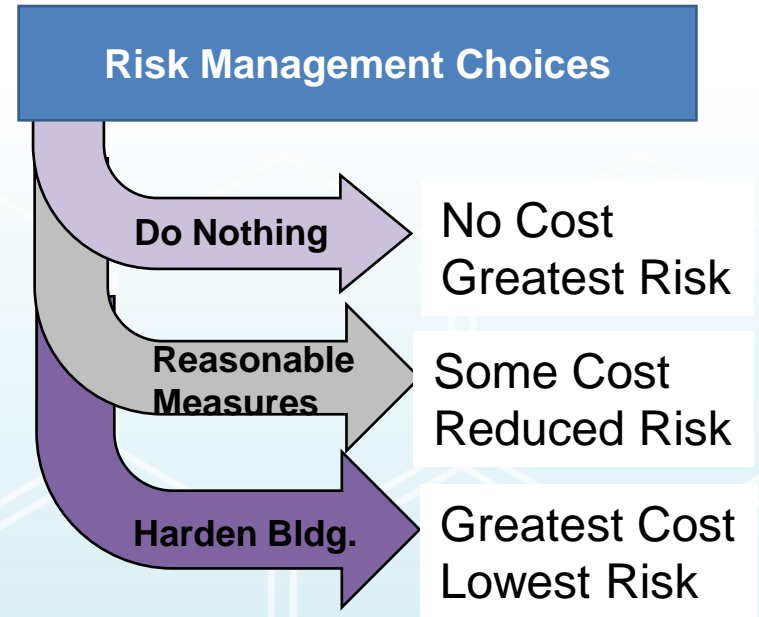 Risk Management Choices
Do Nothing
No Cost
Greatest Risk
Reasonable
Measures
Some Cost
Reduced Risk
Harden Bldg.
Greatest Cost
Lowest Risk